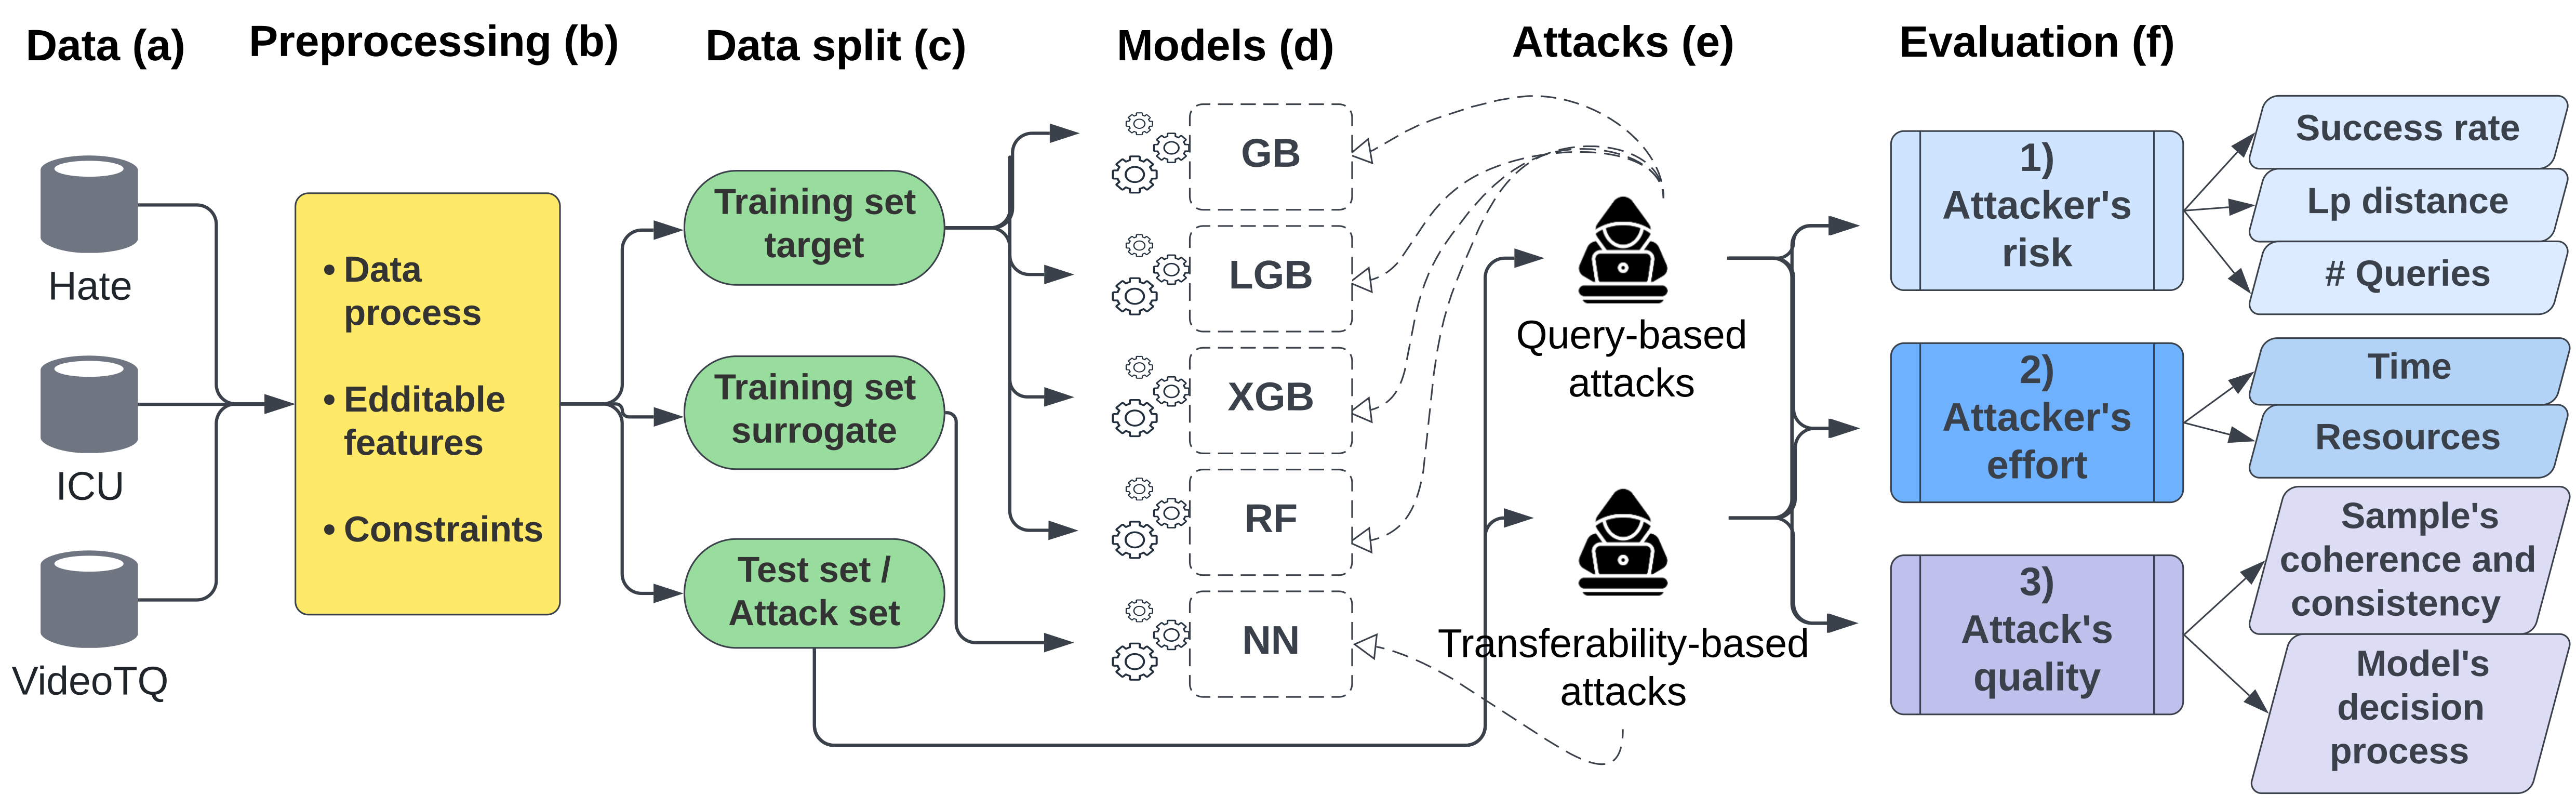 Data (a)
Preprocessing (b)
Data split (c)
Models (d)
Attacks (e)
Evaluation (f)
Hate
ICU
VideoTQ
• Data
process
• Edditable
features
• Constraints
Training set
target
Training set
surrogate
Test set /
Attack set
GB
LGB
XGB
RF
NN
Query-based
attacks
Transferability-based
attacks
1)
Attacker's
risk
2)
Attacker's
effort
3)
Attack's
quality
Success rate
Lp distance
# Queries
Time
Resources
Sample's
coherence and
consistency
Model's
decision
process